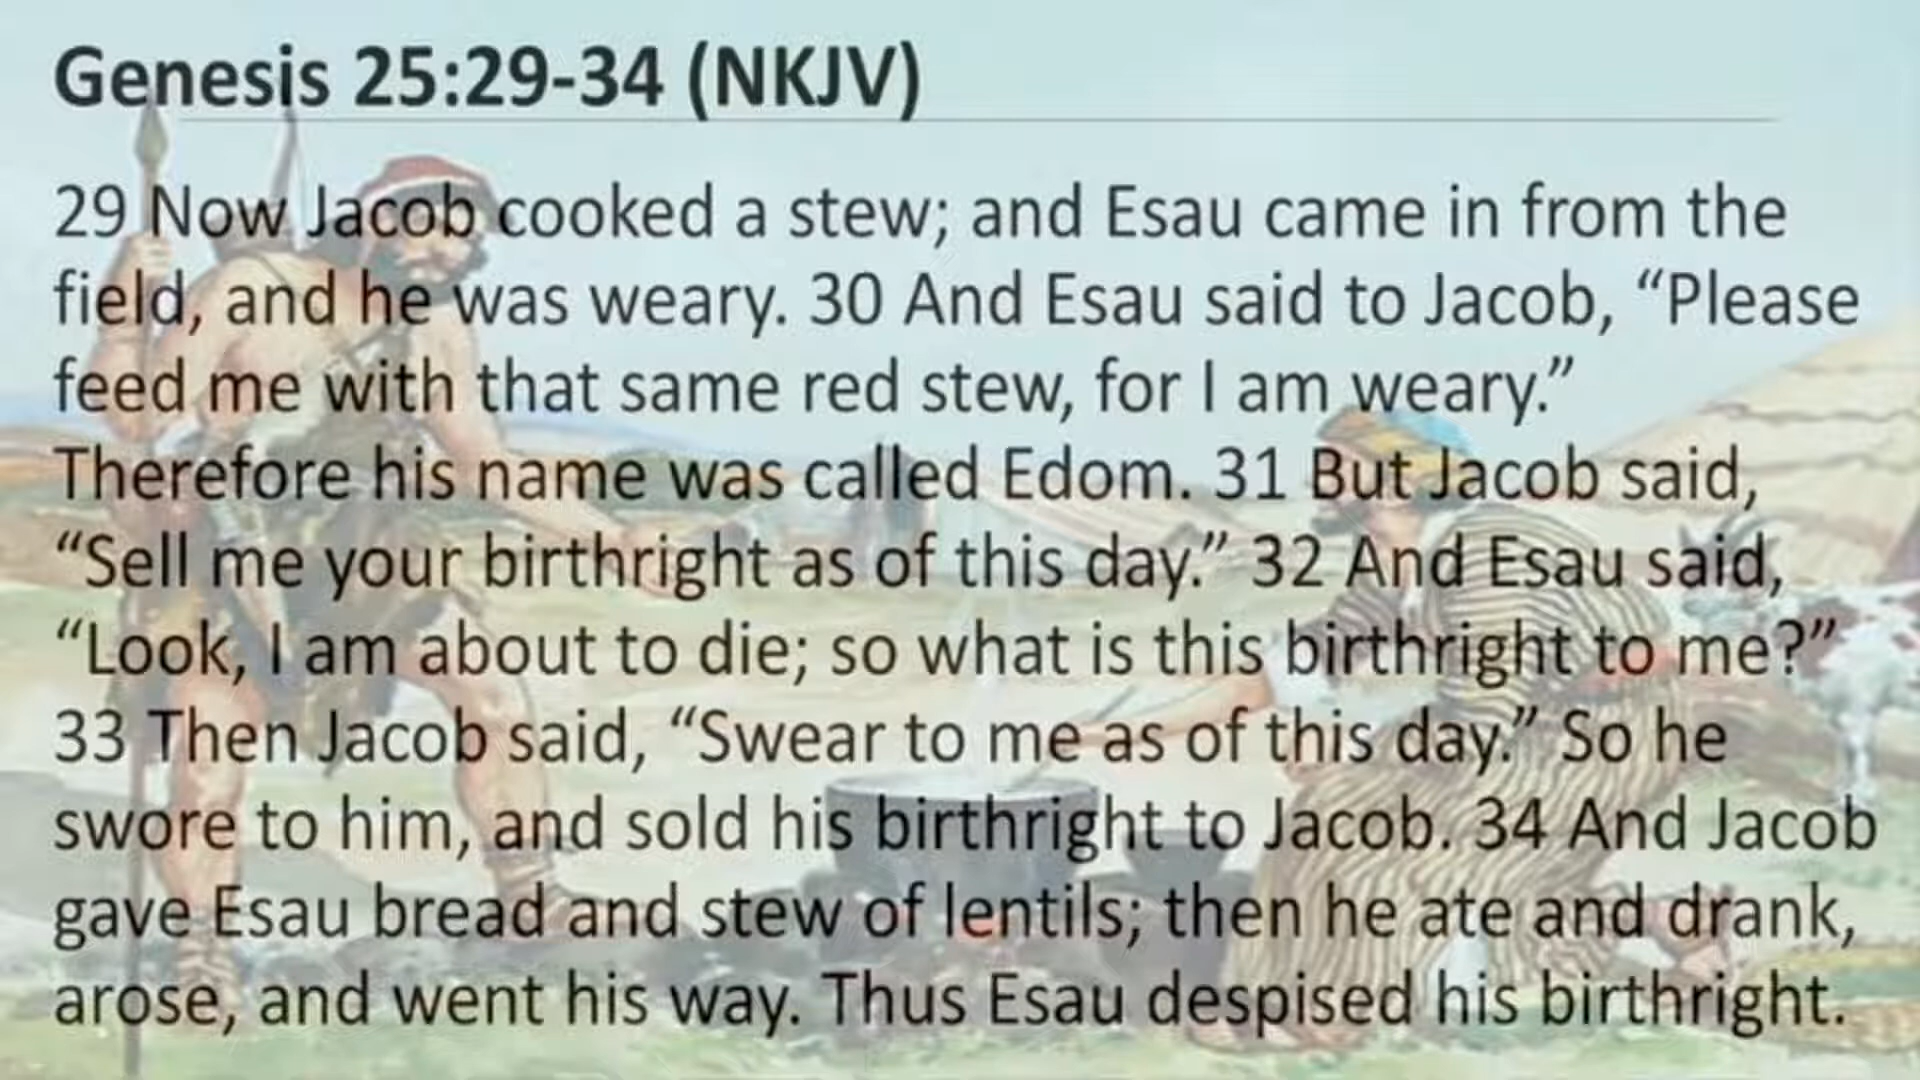 Genesis 25:29-34 (NKJV)
29 Now Jacob cooked a stew; and Esau came in from the
field, and he was weary. 30 And Esau said to Jacob, “Please
feed me with that same red stew, for I am weary.”
Therefore his name was called Edom. 31 But Jacob said,
“Sell me your birthright as of this day.” 32 And Esau said,
“Look, I am about to die; so what is this birthright to me?”
33 Then Jacob said, “Swear to me as of this day.” So he
swore to him, and sold his birthright to Jacob. 34 And Jacob
gave Esau bread and stew of lentils; then he ate and drank,
arose, and went his way. Thus Esau despised his birthright.